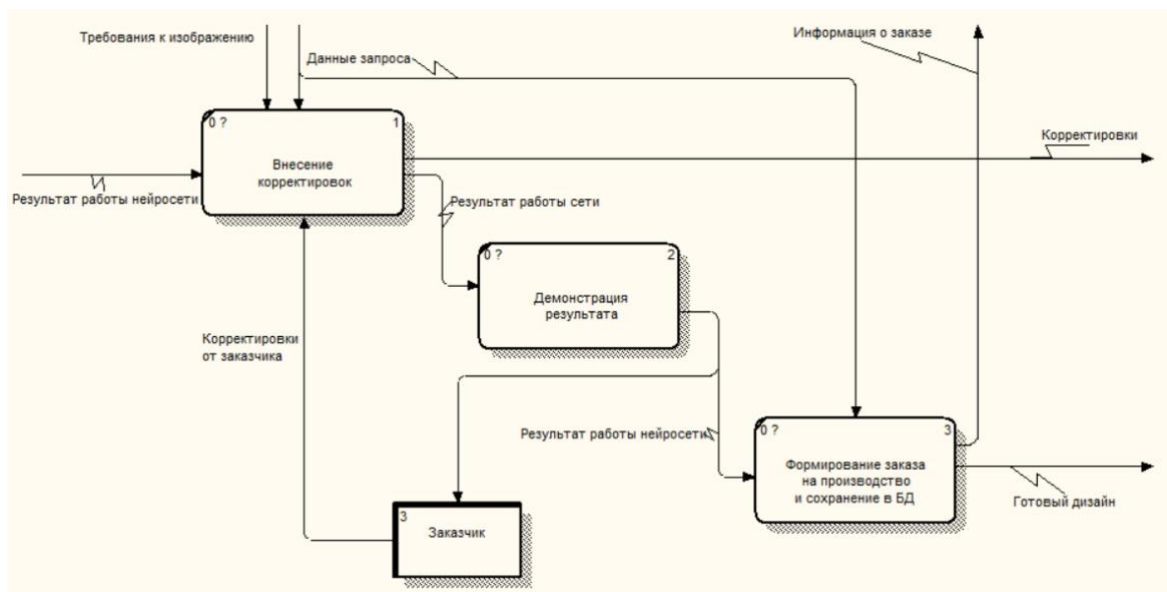 Требования к изображению
Данные запроса
Информация о заказе
0 ?
1
Внесение
корректировок
Корректировки
Результат работы нейросети
Результат работы сети
0 ?
2
Демонстрация
результата
Корректировки
от заказчика
Результат работы нейросети
0 ?
3
Формирование заказа
на производство
и сохранение в БД
Готовый дизайн
3
Заказчик